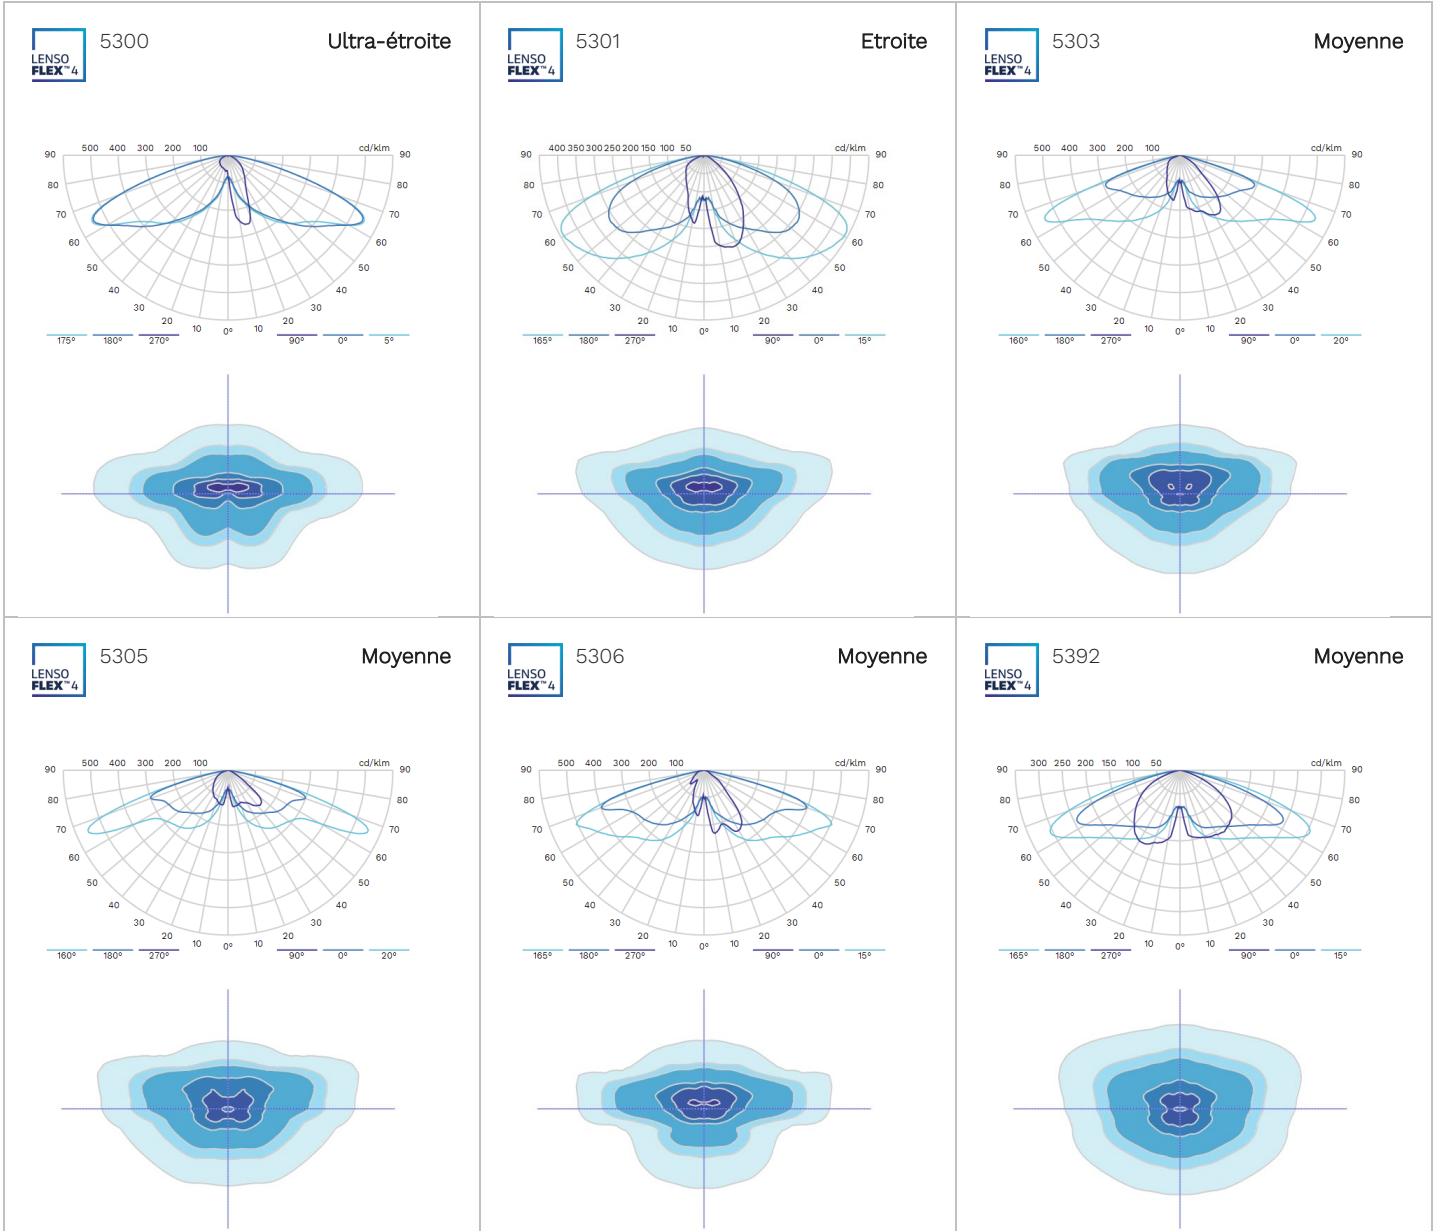 5300 Ultra-étroite
LENSO
FLEX™4
500 400 300 200 100 cd/klm
90 90
80 80
70 70
60 60
50 50
40 40
30 30
20 10 0° 10 20
175° 180° 270° 90° 0° 5°
5301 Etroite
LENSO
FLEX™4
400 350 300 250 200 150 100 50 cd/klm
90 90
80 80
70 70
60 60
50 50
40 40
30 30
20 10 0° 10 20
165° 180° 270° 90° 0° 15°
5303 Moyenne
LENSO
FLEX™4
500 400 300 200 100 cd/klm
90 90
80 80
70 70
60 60
50 50
40 40
30 30
20 10 0° 10 20
160° 180° 270° 90° 0° 20°
5305 Moyenne
LENSO
FLEX™4
500 400 300 200 100 cd/klm
90 90
80 80
70 70
60 60
50 50
40 40
30 30
20 10 0° 10 20
160° 180° 270° 90° 0° 20°
5306 Moyenne
LENSO
FLEX™4
500 400 300 200 100 cd/klm
90 90
80 80
70 70
60 60
50 50
40 40
30 30
20 10 0° 10 20
165° 180° 270° 90° 0° 15°
5392 Moyenne
LENSO
FLEX™4
300 250 200 150 100 50 cd/klm
90 90
80 80
70 70
60 60
50 50
40 40
30 30
20 10 0° 10 20
165° 180° 270° 90° 0° 15°